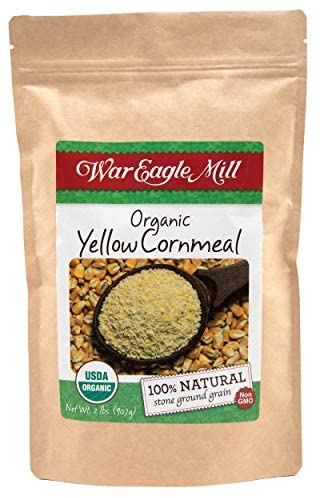 War Eagle Mill
Organic
Yellow Cornmeal
USDA
ORGANIC
100% NATURAL
stone ground grain
Non
GMO
Net Wt. 2 lbs. (907g)